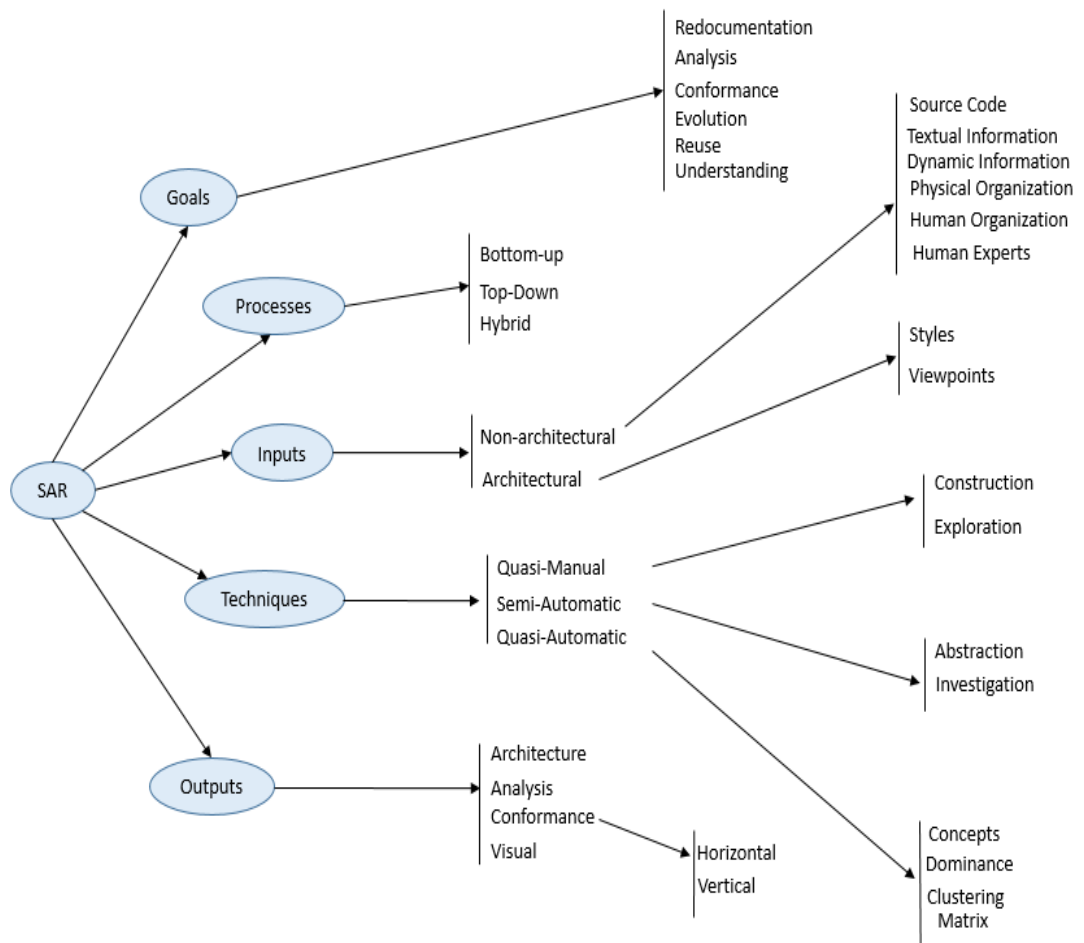 Redocumentation
Analysis
Conformance
Evolution
Reuse
Understanding
Source Code
Textual Information
Dynamic Information
Physical Organization
Human Organization
Human Experts
Goals
Processes
Bottom-up
Top-Down
Hybrid
Styles
Viewpoints
Inputs
Non-architectural
Architectural
SAR
Construction
Exploration
Techniques
Quasi-Manual
Semi-Automatic
Quasi-Automatic
Abstraction
Investigation
Outputs
Architecture
Analysis
Conformance
Visual
Horizontal
Vertical
Concepts
Dominance
Clustering
Matrix